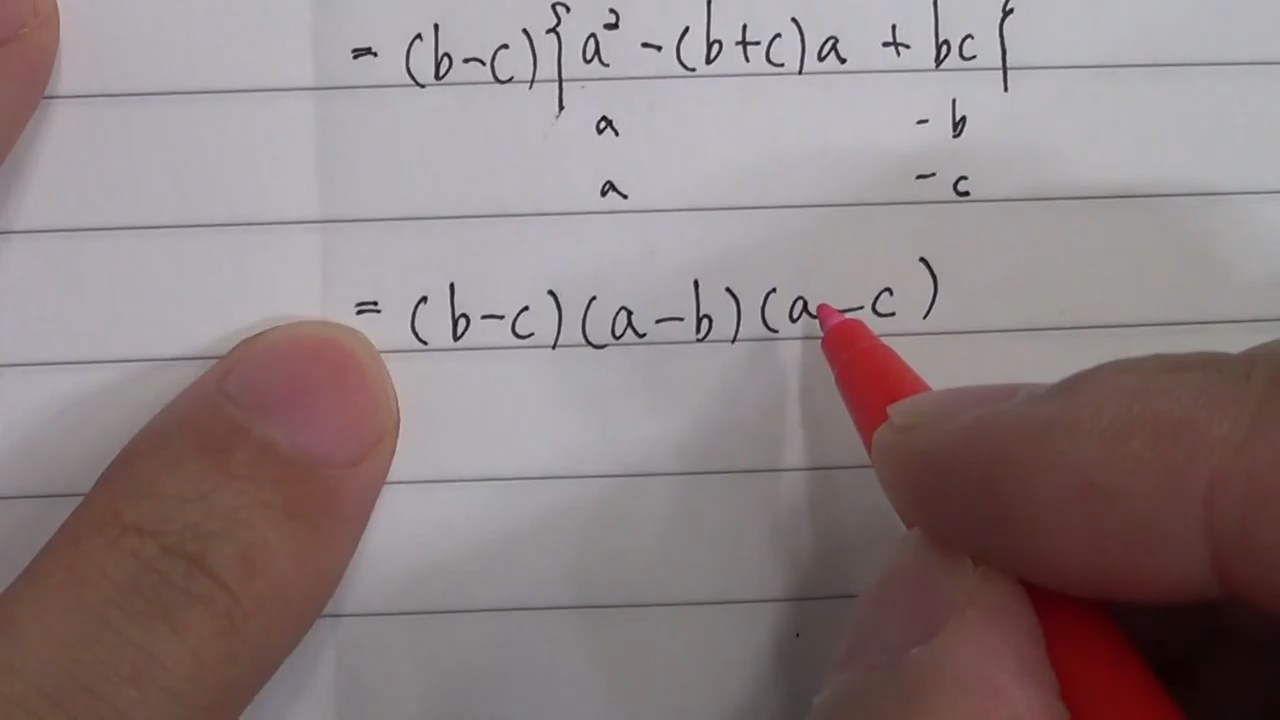 = (b-c){a² -(b+c)a + bc}
a -b
a -c
= (b-c)(a-b)(a-c)